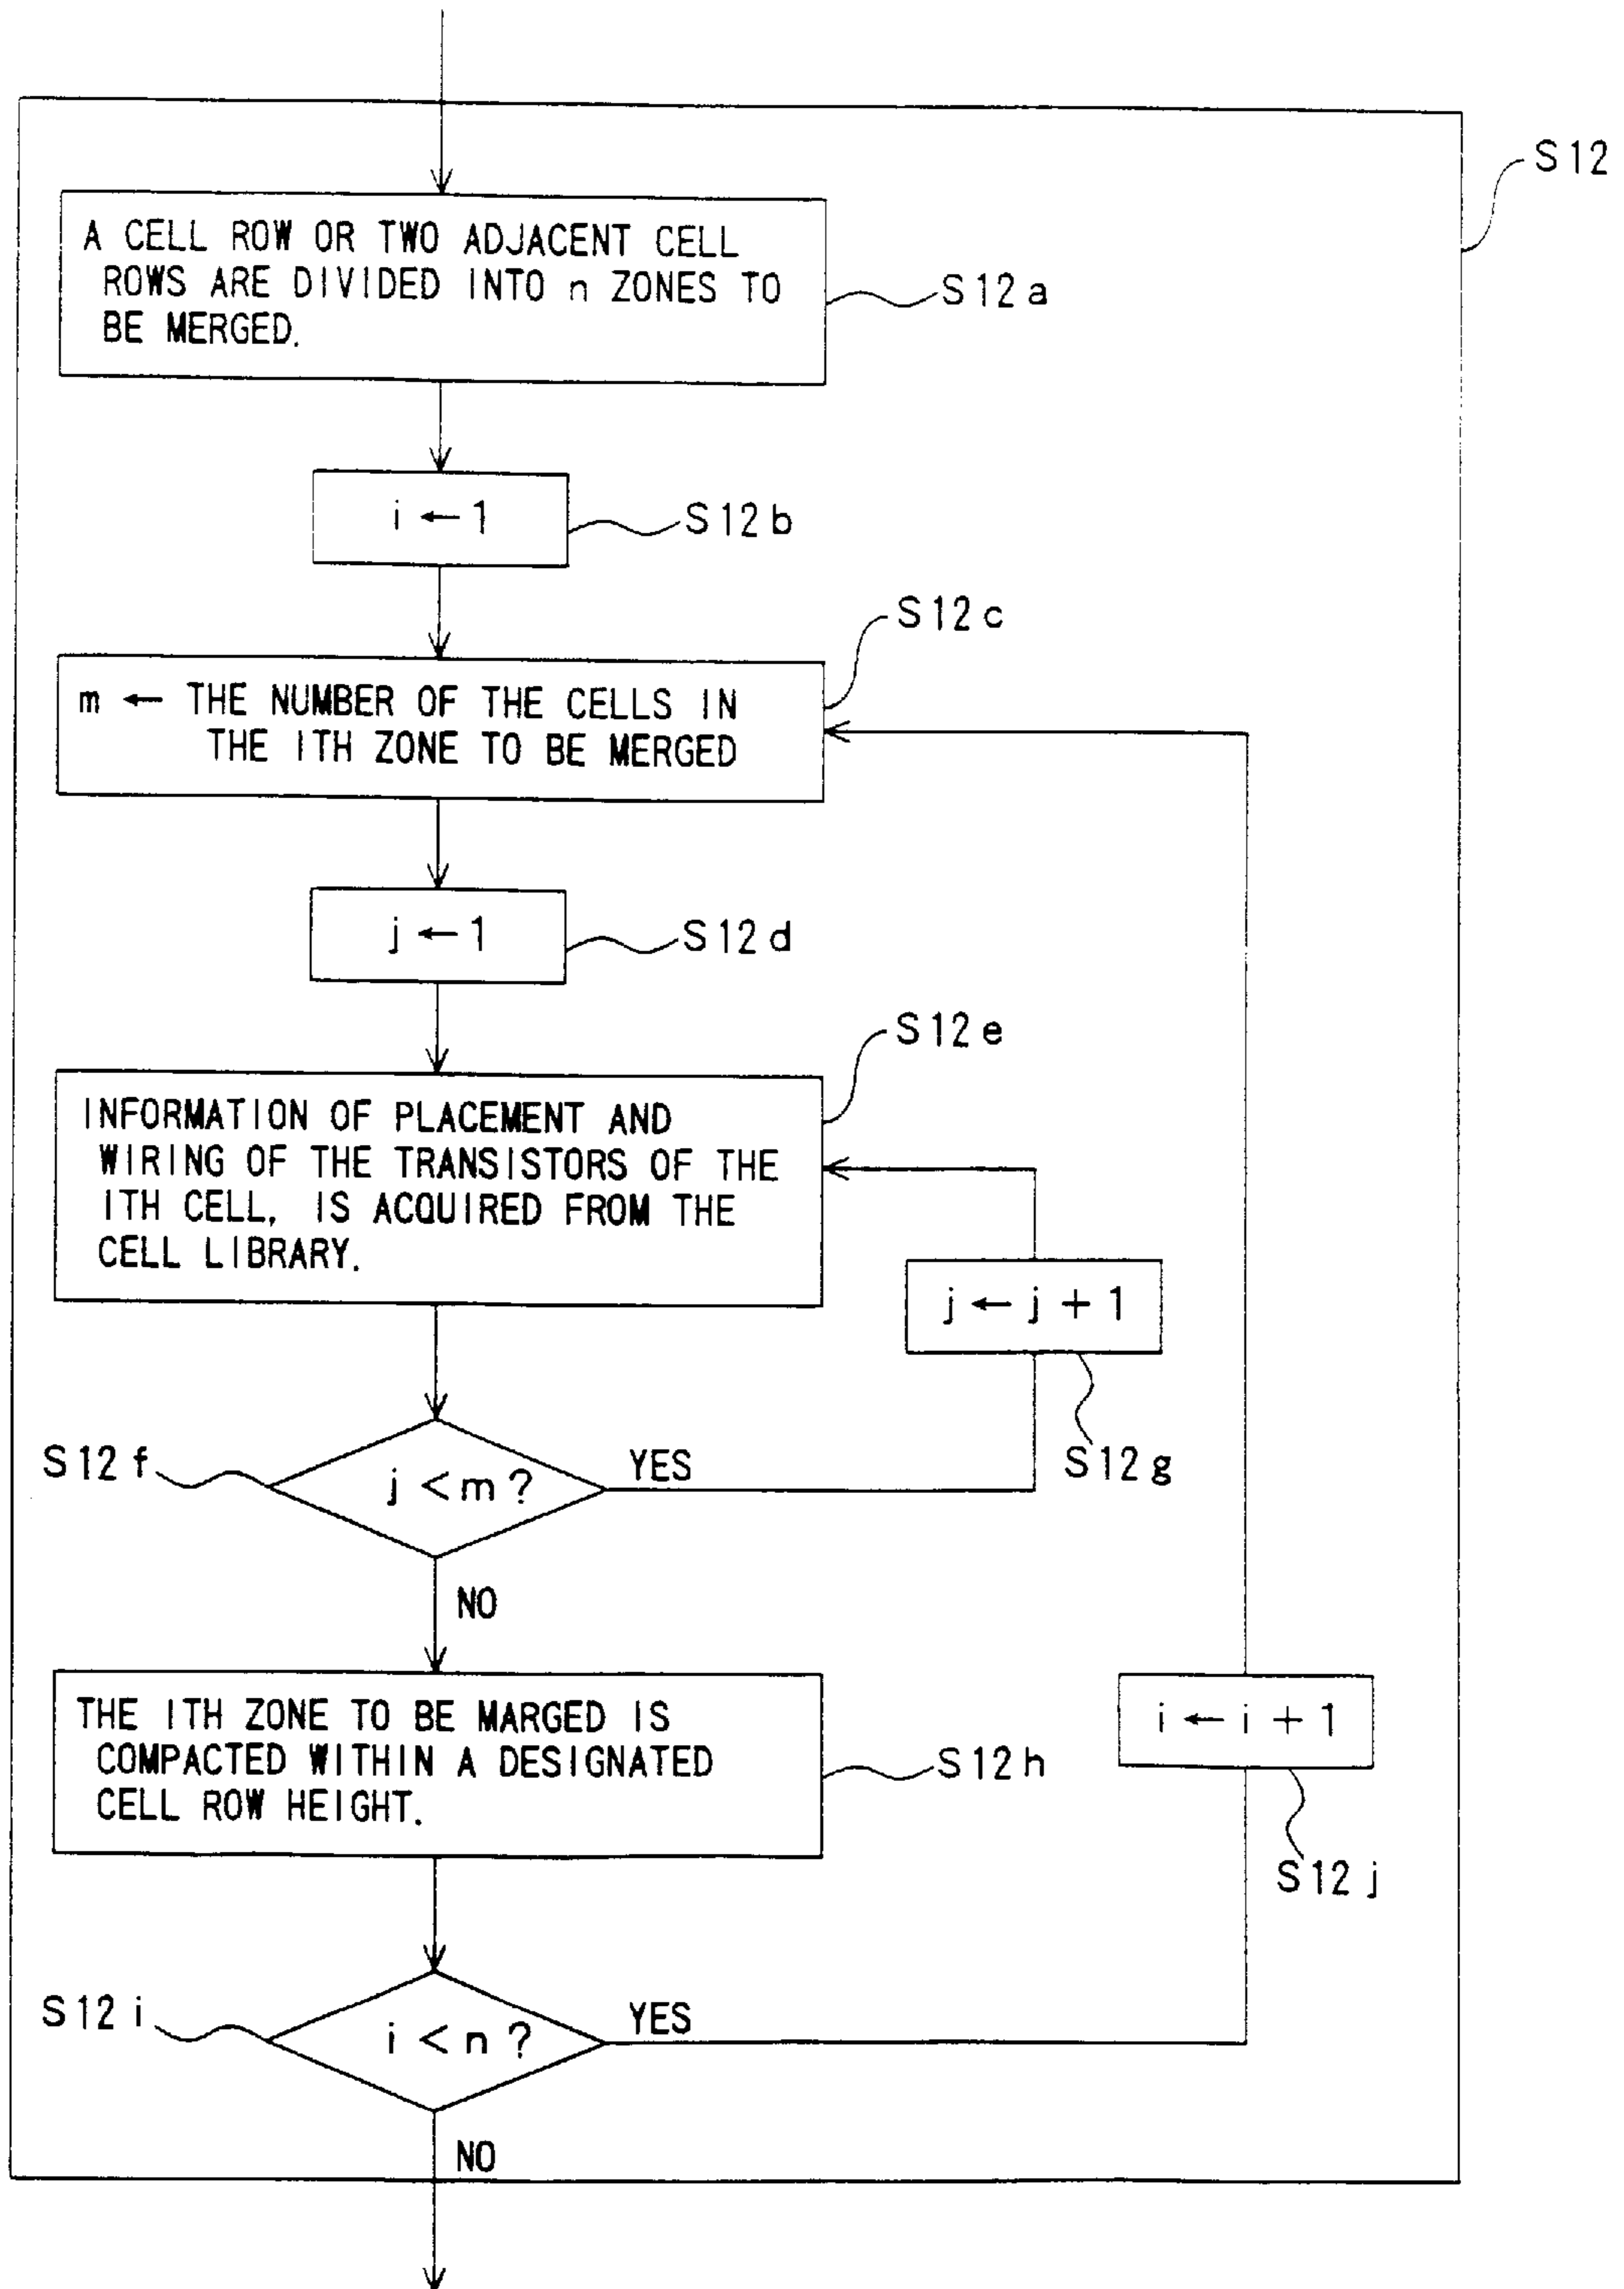 S12
A CELL ROW OR TWO ADJACENT CELL
ROWS ARE DIVIDED INTO n ZONES TO
BE MERGED.
S12a
i ← 1
S12b
S12c
m ← THE NUMBER OF THE CELLS IN
THE ITH ZONE TO BE MERGED
j ← 1
S12d
S12e
INFORMATION OF PLACEMENT AND
WIRING OF THE TRANSISTORS OF THE
ITH CELL, IS ACQUIRED FROM THE
CELL LIBRARY.
j ← j + 1
S12g
S12f
j < m ?
YES
NO
THE ITH ZONE TO BE MARGED IS
COMPACTED WITHIN A DESIGNATED
CELL ROW HEIGHT.
S12h
i ← i + 1
S12j
S12i
i < n ?
YES
NO